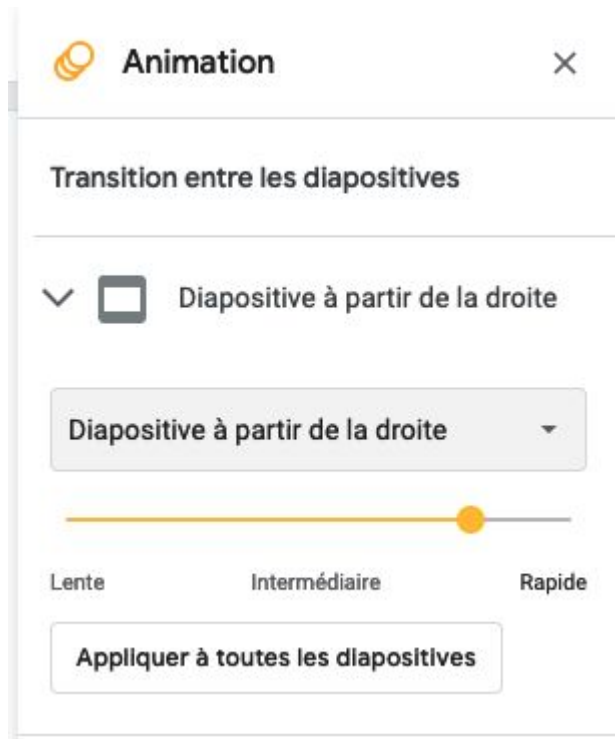 Animation
Transition entre les diapositives
Diapositive à partir de la droite
Diapositive à partir de la droite
Lente Intermédiaire Rapide
Appliquer à toutes les diapositives